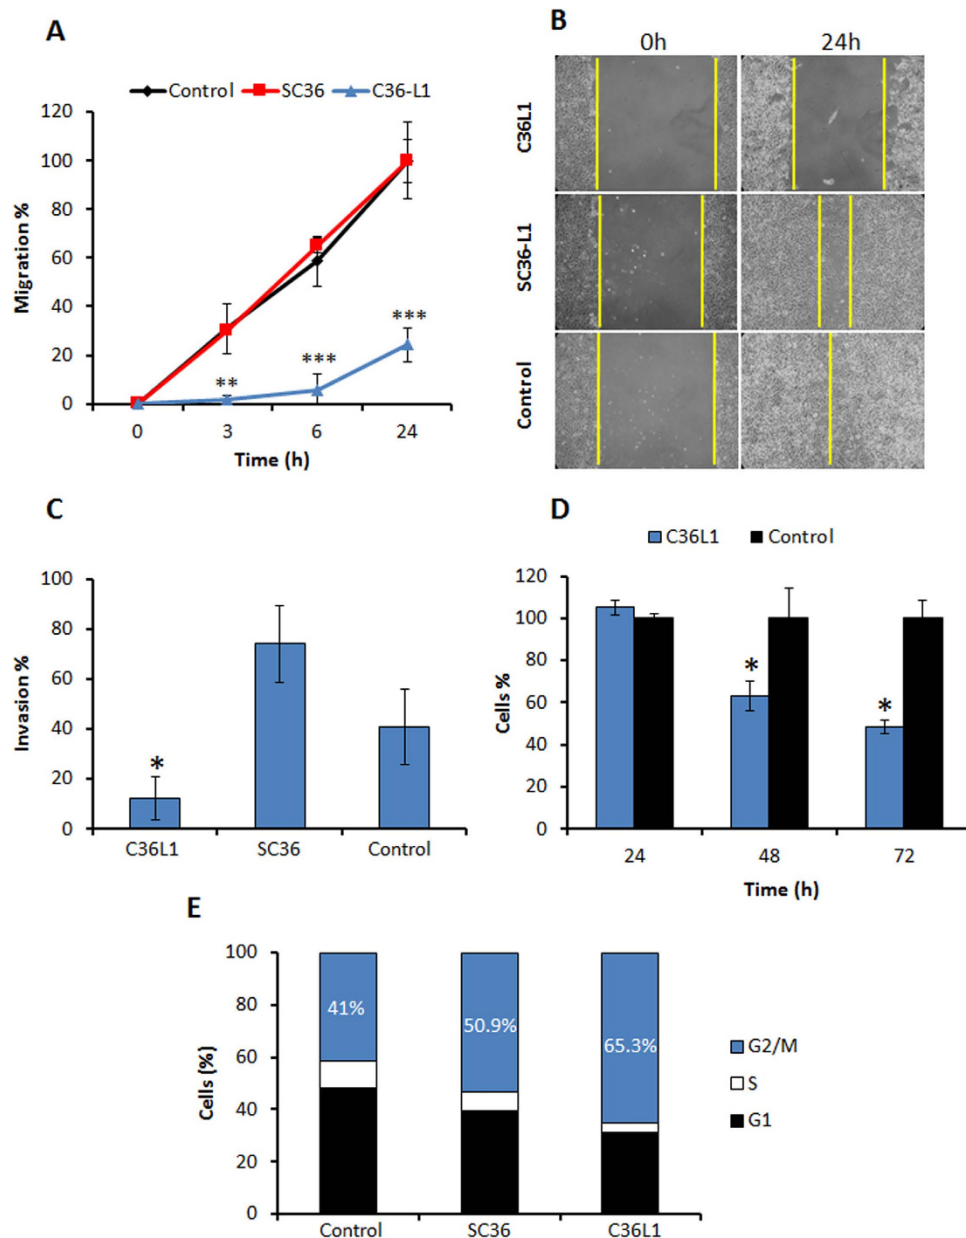 A
Control SC36 C36-L1
120
100
80
60
40
20
0
Migration %
** *** ***
0 3 6 24
Time (h)
B
0h 24h
C36L1
SC36-L1
Control
C
100
80
60
40
20
0
Invasion %
*
C36L1 SC36 Control
D
C36L1 Control
120
100
80
60
40
20
0
Cells %
* *
24 48 72
Time (h)
E
100
80
60
40
20
0
Cells (%)
41% 50.9% 65.3%
G2/M
S
G1
Control SC36 C36L1